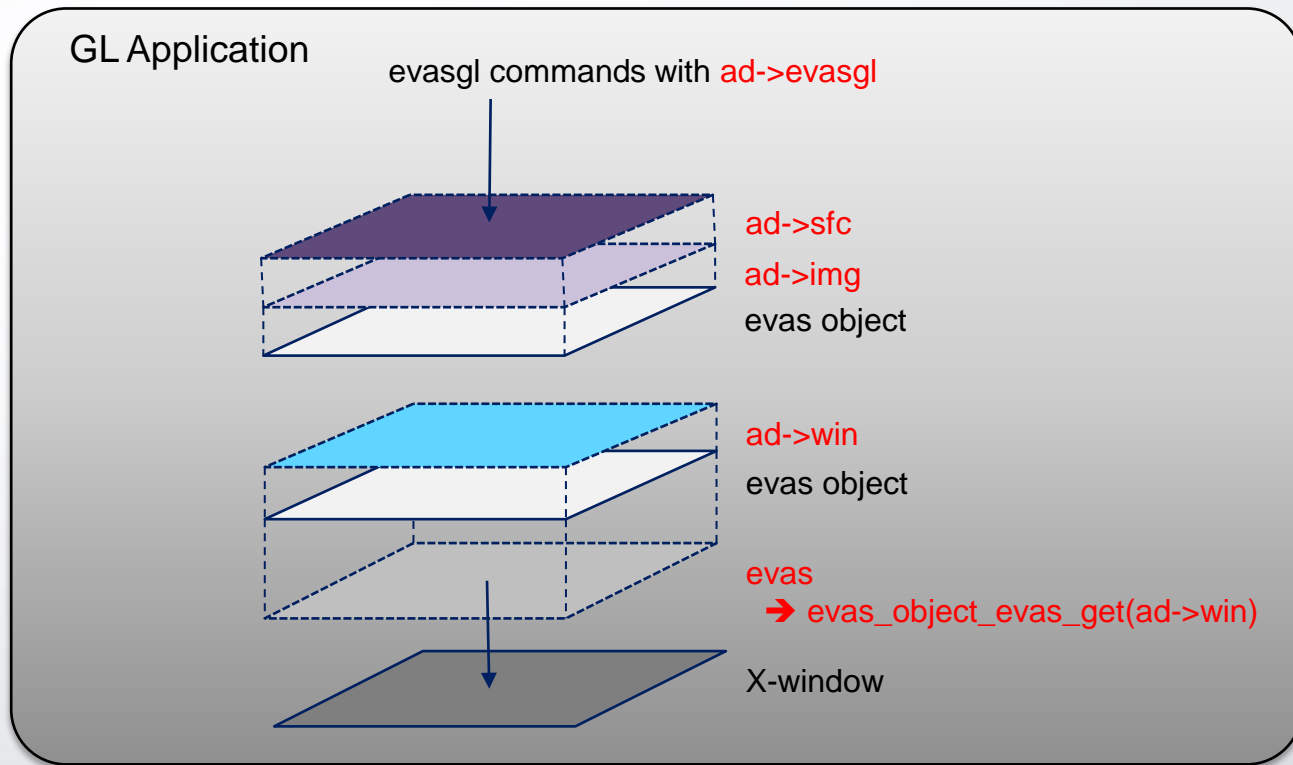 GL Application
evasgl commands with ad->evasgl
ad->sfc
ad->img
evas object
ad->win
evas object
evas
➔ evas_object_evas_get(ad->win)
X-window